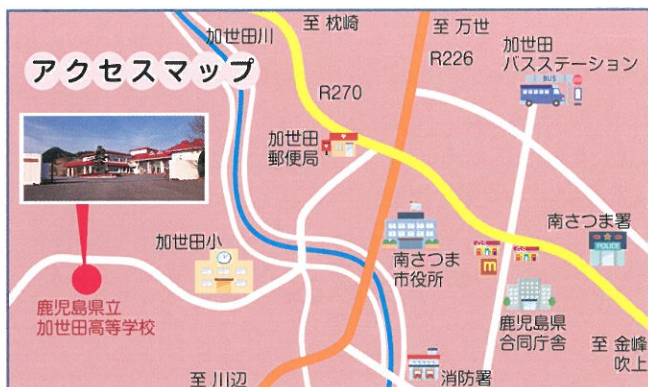 アクセスマップ
加世田川
至 枕崎
至 万世
R226
R270
加世田
バスステーション
BUS
加世田
郵便局
南さつま
市役所
南さつま署
POLICE
加世田小
鹿児島県立
加世田高等学校
鹿児島県
合同庁舎
至 金峰
吹上
至 川辺
消防署